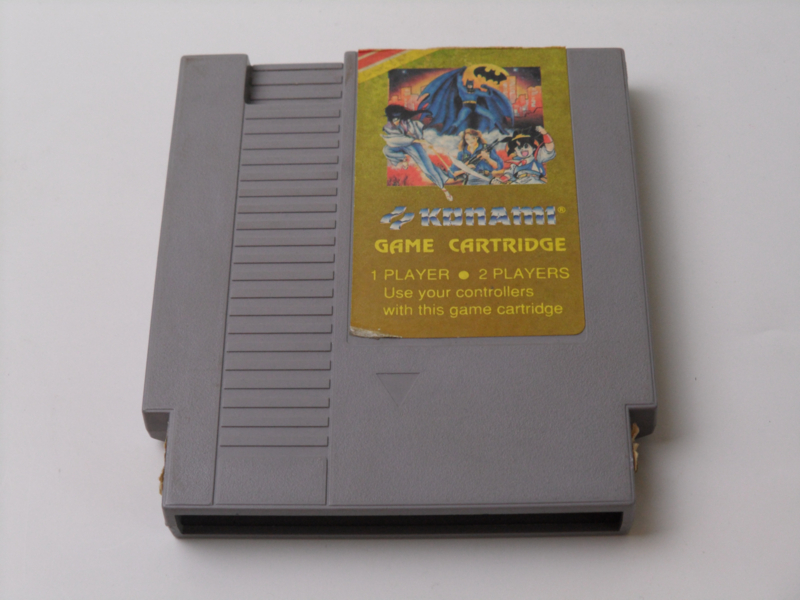 KONAMI®
GAME CARTRIDGE
1 PLAYER ● 2 PLAYERS
Use your controllers
with this game cartridge